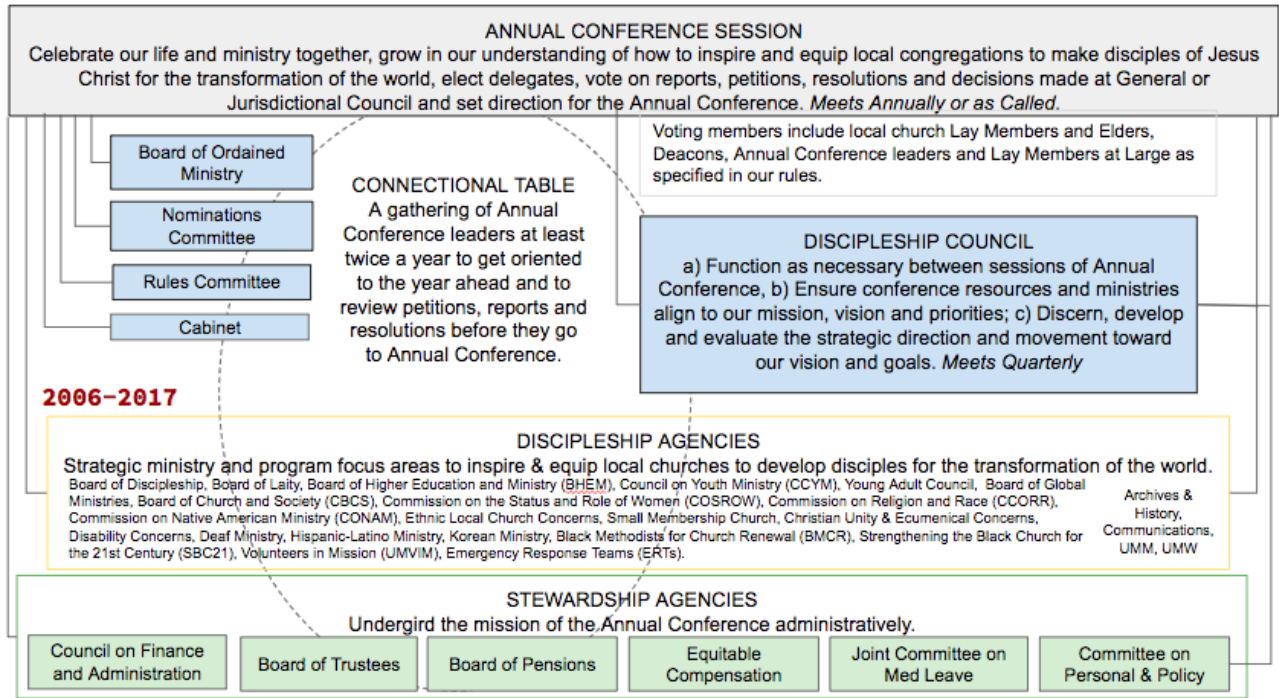 ANNUAL CONFERENCE SESSION
Celebrate our life and ministry together, grow in our understanding of how to inspire and equip local congregations to make disciples of Jesus
Christ for the transformation of the world, elect delegates, vote on reports, petitions, resolutions and decisions made at General or
Jurisdictional Council and set direction for the Annual Conference. Meets Annually or as Called.
Board of Ordained
Ministry
Nominations
Committee
Rules Committee
Cabinet
CONNECTIONAL TABLE
A gathering of Annual
Conference leaders at least
twice a year to get oriented
to the year ahead and to
review petitions, reports and
resolutions before they go
to Annual Conference.
Voting members include local church Lay Members and Elders,
Deacons, Annual Conference leaders and Lay Members at Large as
specified in our rules.
DISCIPLESHIP COUNCIL
a) Function as necessary between sessions of Annual
Conference, b) Ensure conference resources and ministries
align to our mission, vision and priorities; c) Discern, develop
and evaluate the strategic direction and movement toward
our vision and goals. Meets Quarterly
2006-2017
DISCIPLESHIP AGENCIES
Strategic ministry and program focus areas to inspire & equip local churches to develop disciples for the transformation of the world.
Board of Discipleship, Board of Laity, Board of Higher Education and Ministry (BHEM), Council on Youth Ministry (CCYM), Young Adult Council, Board of Global
Ministries, Board of Church and Society (CBCS), Commission on the Status and Role of Women (COSROW), Commission on Religion and Race (CCORR),
Commission on Native American Ministry (CONAM), Ethnic Local Church Concerns, Small Membership Church, Christian Unity & Ecumenical Concerns,
Disability Concerns, Deaf Ministry, Hispanic-Latino Ministry, Korean Ministry, Black Methodists for Church Renewal (BMCR), Strengthening the Black Church for
the 21st Century (SBC21), Volunteers in Mission (UMVIM), Emergency Response Teams (ERTs).
Archives &
History,
Communications,
UMM, UMW
STEWARDSHIP AGENCIES
Undergird the mission of the Annual Conference administratively.
Council on Finance
and Administration
Board of Trustees
Board of Pensions
Equitable
Compensation
Joint Committee on
Med Leave
Committee on
Personal & Policy